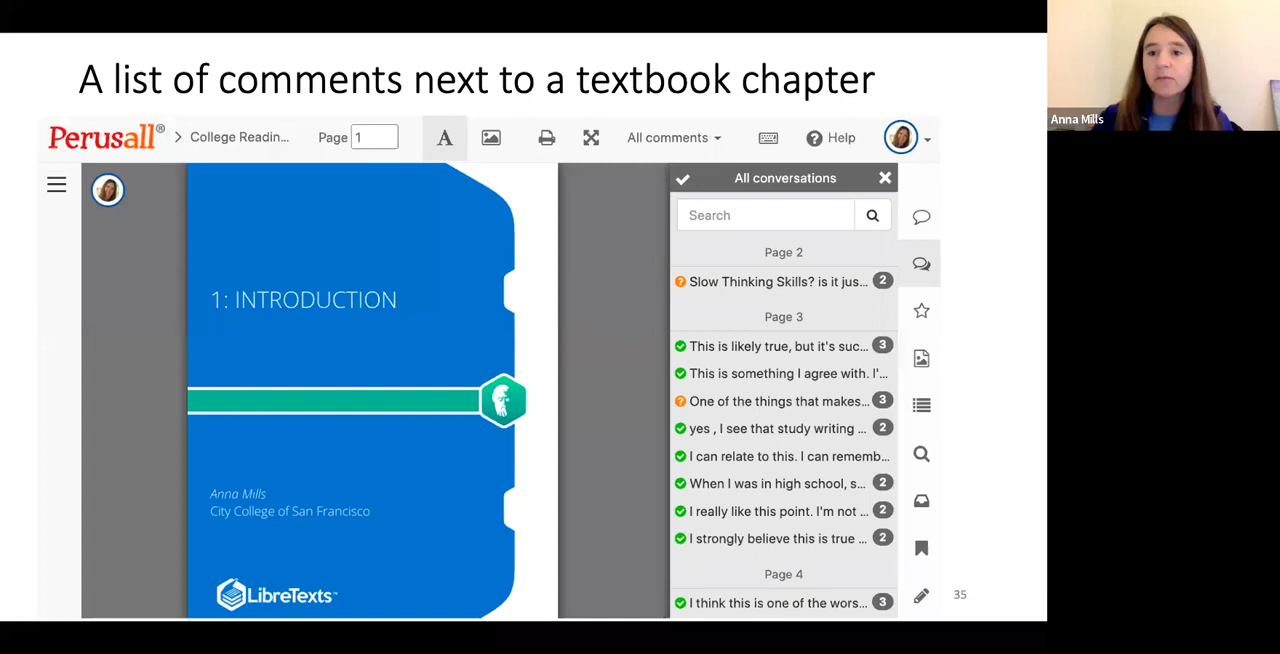 A list of comments next to a textbook chapter
Anna Mills
Perusall®
College Readin...
Page 1
A
All comments
Help
All conversations
Search
Page 2
Slow Thinking Skills? is it jus... 2
Page 3
This is likely true, but it's suc... 3
This is something I agree with. I'...
One of the things that makes... 3
yes , I see that study writing ... 2
I can relate to this. I can rememb...
When I was in high school, s... 2
I really like this point. I'm not ... 2
I strongly believe this is true ... 2
Page 4
I think this is one of the wors... 3
1: INTRODUCTION
Anna Mills
City College of San Francisco
LibreTexts™
35